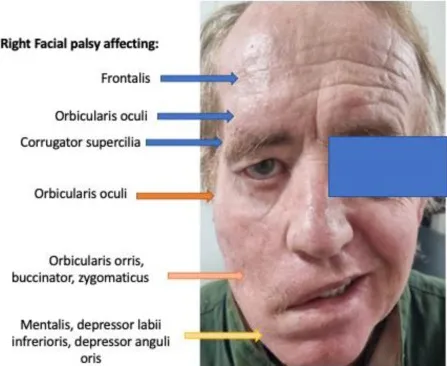 Right Facial palsy affecting:
Frontalis
Orbicularis oculi
Corrugator supercilia
Orbicularis oculi
Orbicularis orris,
buccinator, zygomaticus
Mentalis, depressor labii
infrerioris, depressor anguli
oris